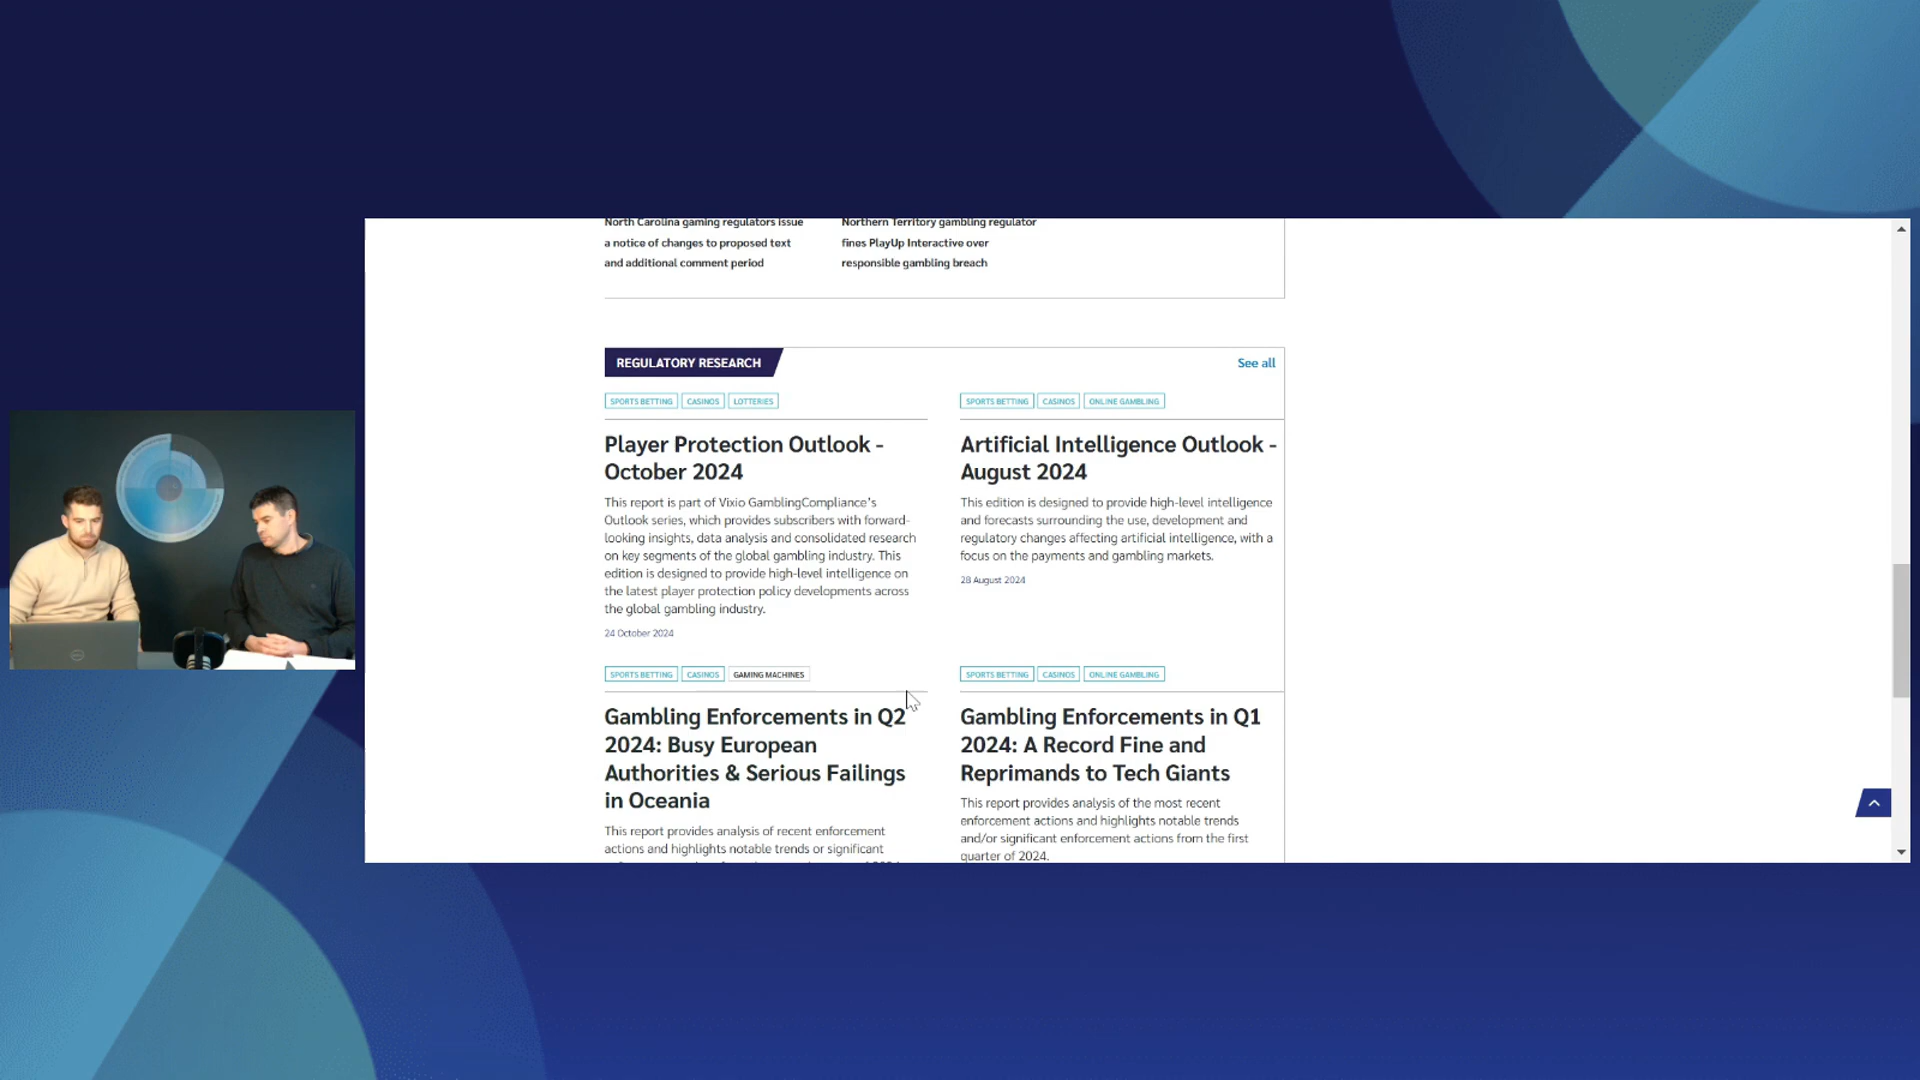 North Carolina gaming regulators issue
a notice of changes to proposed text
and additional comment period
Northern Territory gambling regulator
fines PlayUp Interactive over
responsible gambling breach
REGULATORY RESEARCH
See all
SPORTS BETTING CASINOS LOTTERIES
Player Protection Outlook -
October 2024
This report is part of Vixio GamblingCompliance's
Outlook series, which provides subscribers with forward-
looking insights, data analysis and consolidated research
on key segments of the global gambling industry. This
edition is designed to provide high-level intelligence on
the latest player protection policy developments across
the global gambling industry.
24 October 2024
SPORTS BETTING CASINOS ONLINE GAMBLING
Artificial Intelligence Outlook -
August 2024
This edition is designed to provide high-level intelligence
and forecasts surrounding the use, development and
regulatory changes affecting artificial intelligence, with a
focus on the payments and gambling markets.
28 August 2024
SPORTS BETTING CASINOS GAMING MACHINES
Gambling Enforcements in Q2
2024: Busy European
Authorities & Serious Failings
in Oceania
This report provides analysis of recent enforcement
actions and highlights notable trends or significant
SPORTS BETTING CASINOS ONLINE GAMBLING
Gambling Enforcements in Q1
2024: A Record Fine and
Reprimands to Tech Giants
This report provides analysis of the most recent
enforcement actions and highlights notable trends
and/or significant enforcement actions from the first
quarter of 2024.